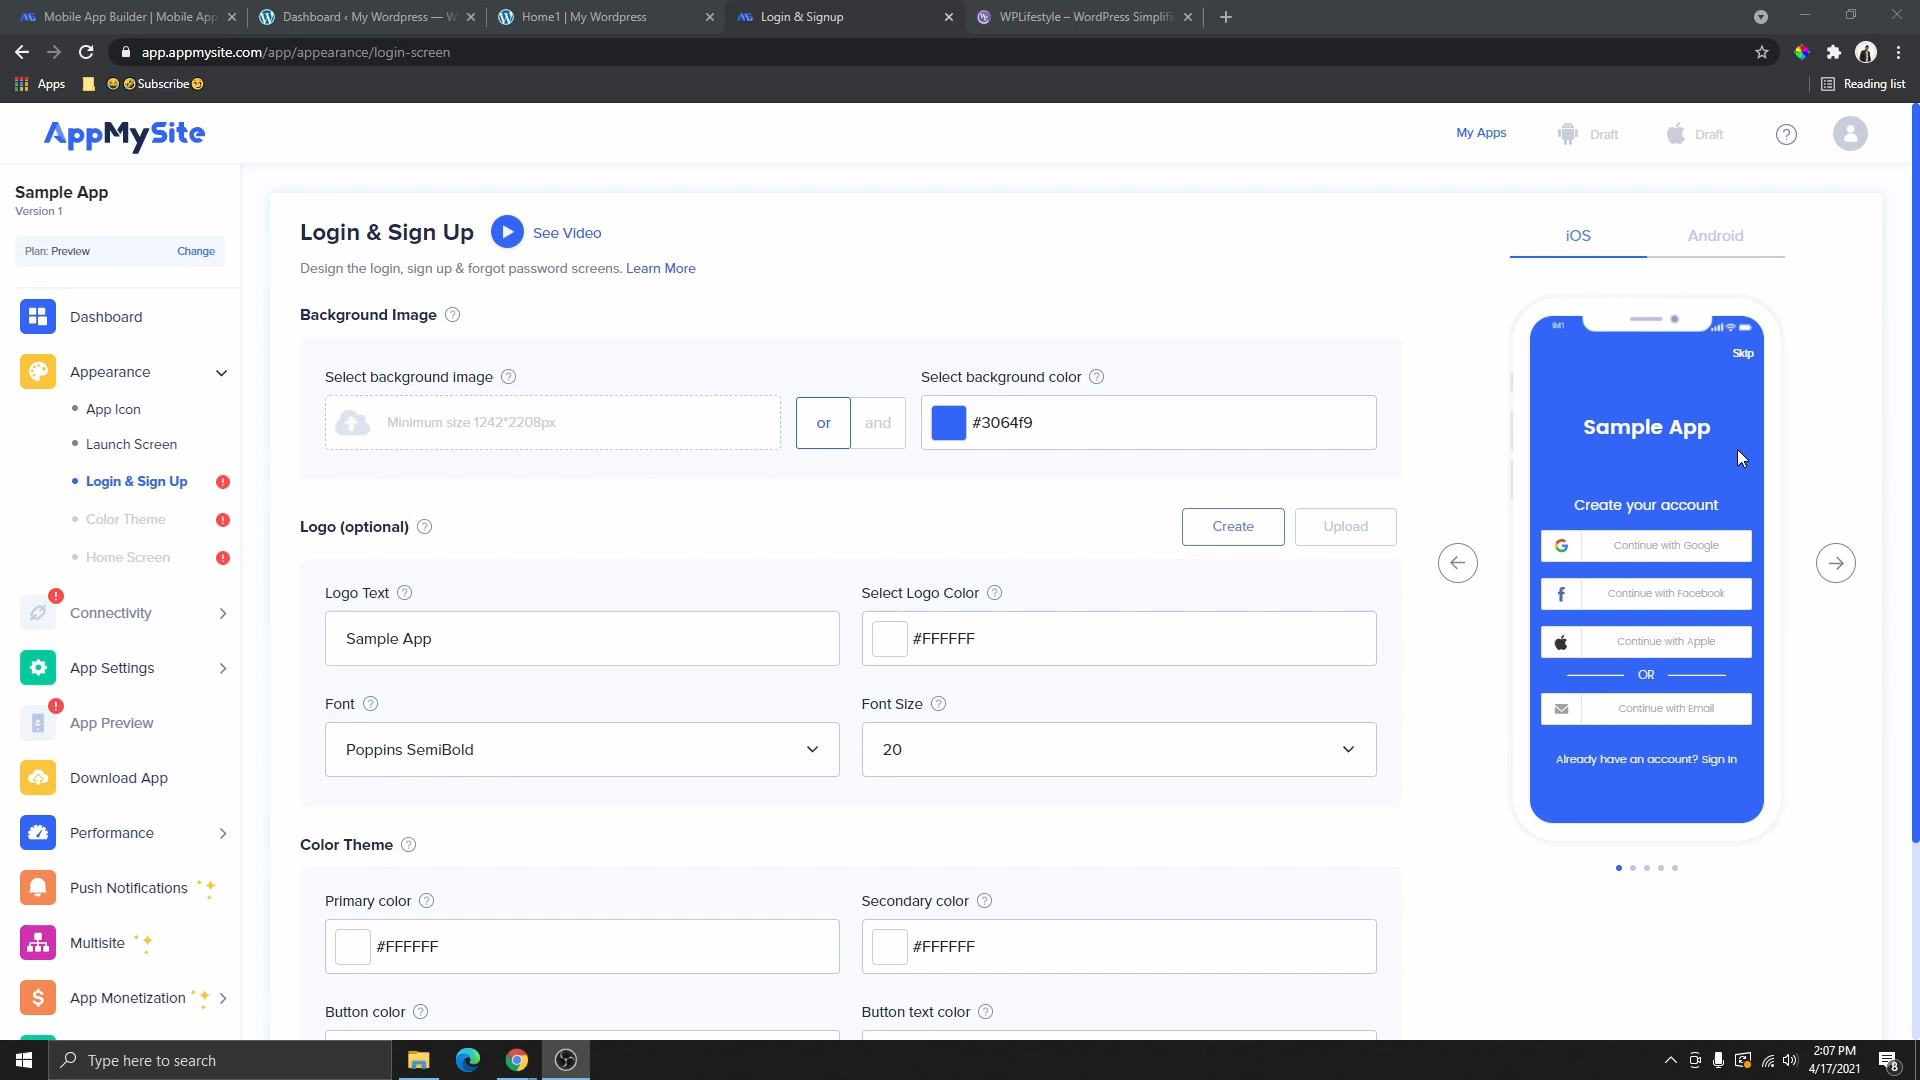 Mobile App Builder | Mobile App
Dashboard ‹ My Wordpress — W
Home1 | My Wordpress
Login & Signup
WPLifestyle – WordPress Simplifi
app.appmysite.com/app/appearance/login-screen
Apps
Subscribe
Reading list
AppMySite
My Apps
Draft
Draft
Sample App
Version 1
Plan: Preview
Change
Dashboard
Appearance
App Icon
Launch Screen
Login & Sign Up
Color Theme
Home Screen
Connectivity
App Settings
App Preview
Download App
Performance
Push Notifications
Multisite
App Monetization
Login & Sign Up
See Video
Design the login, sign up & forgot password screens. Learn More
Background Image
Select background image
Minimum size 1242*2208px
or
and
Select background color
#3064f9
Logo (optional)
Create
Upload
Logo Text
Sample App
Select Logo Color
#FFFFFF
Font
Poppins SemiBold
Font Size
20
Color Theme
Primary color
#FFFFFF
Secondary color
#FFFFFF
Button color
Button text color
iOS
Android
9:41
Skip
Sample App
Create your account
Continue with Google
Continue with Facebook
Continue with Apple
OR
Continue with Email
Already have an account? Sign In
Type here to search
2:07 PM
4/17/2021
8